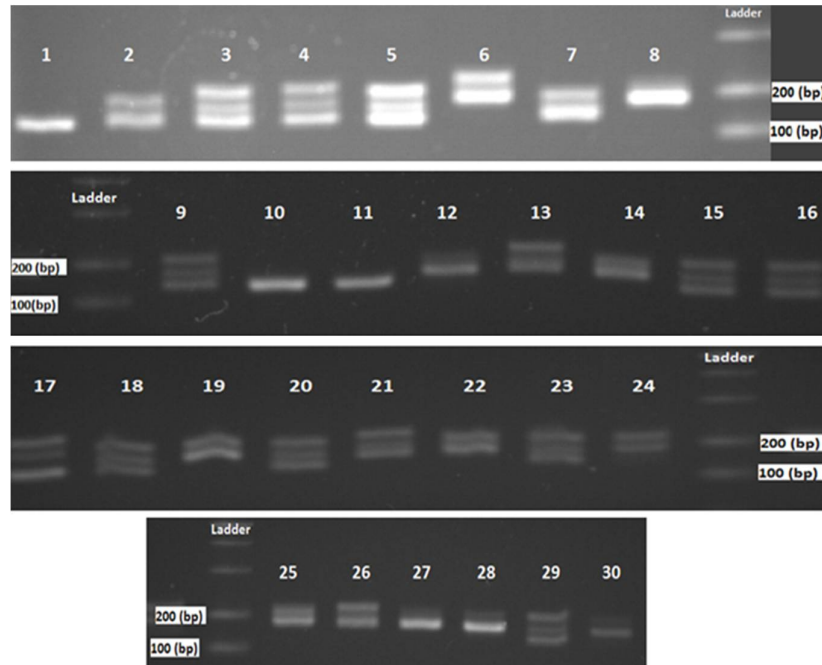 Ladder
1 2 3 4 5 6 7 8
200 (bp)
100 (bp)
Ladder
9 10 11 12 13 14 15 16
200 (bp)
100(bp)
Ladder
17 18 19 20 21 22 23 24
200 (bp)
100 (bp)
Ladder
25 26 27 28 29 30
200 (bp)
100 (bp)